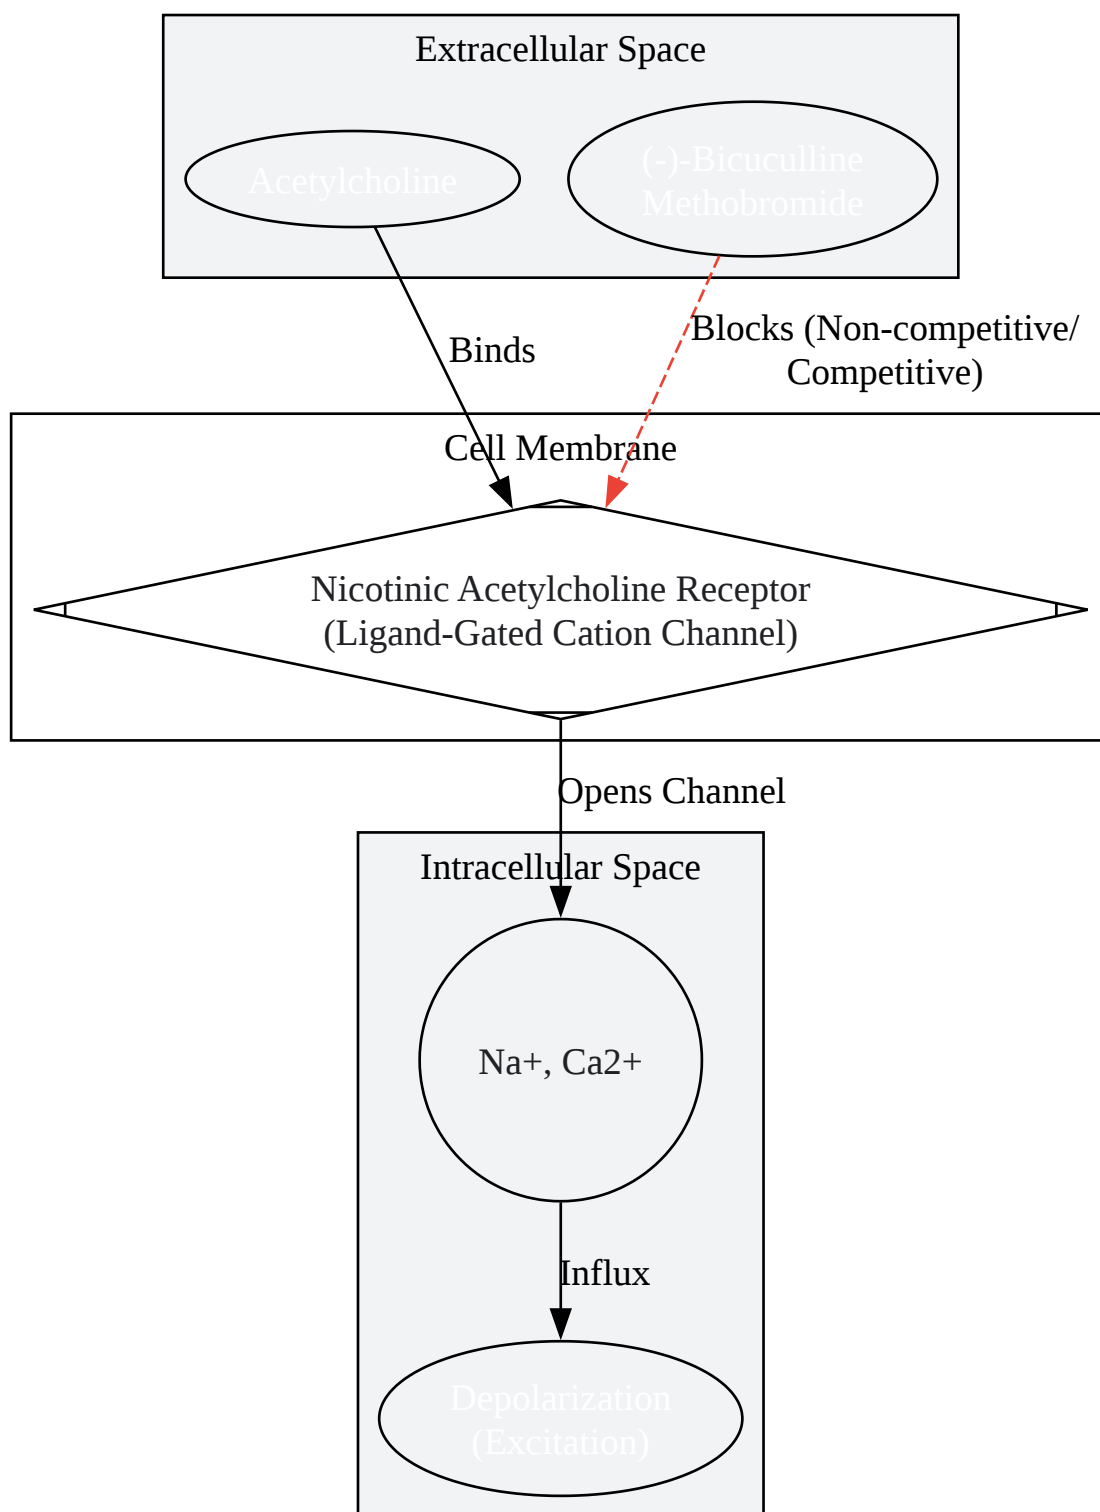 Extracellular Space
Acetylcholine
(-)-Bicuculline
Methobromide
Binds
Blocks (Non-competitive/
Competitive)
Cell Membrane
Nicotinic Acetylcholine Receptor
(Ligand-Gated Cation Channel)
Opens Channel
Intracellular Space
Na+, Ca2+
Influx
Depolarization
(Excitation)